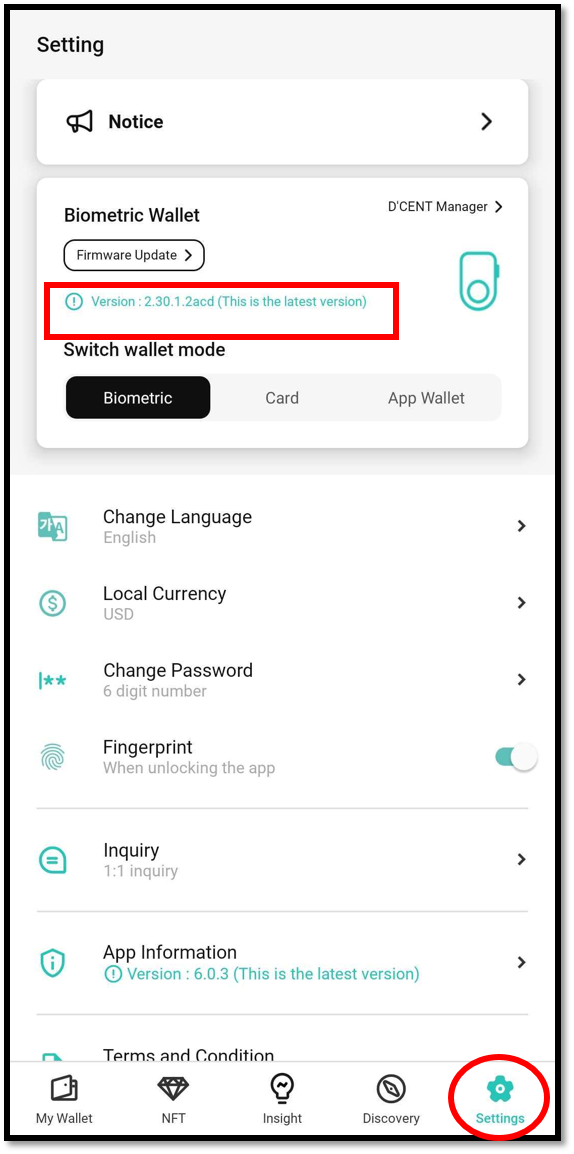 Setting
Notice
D'CENT Manager
Biometric Wallet
Firmware Update
Version : 2.30.1.2acd (This is the latest version)
Switch wallet mode
Biometric Card App Wallet
가A
Change Language
English
$
Local Currency
USD
|**
Change Password
6 digit number
Fingerprint
When unlocking the app
Inquiry
1:1 inquiry
App Information
Version : 6.0.3 (This is the latest version)
Terms and Condition
My Wallet NFT Insight Discovery Settings